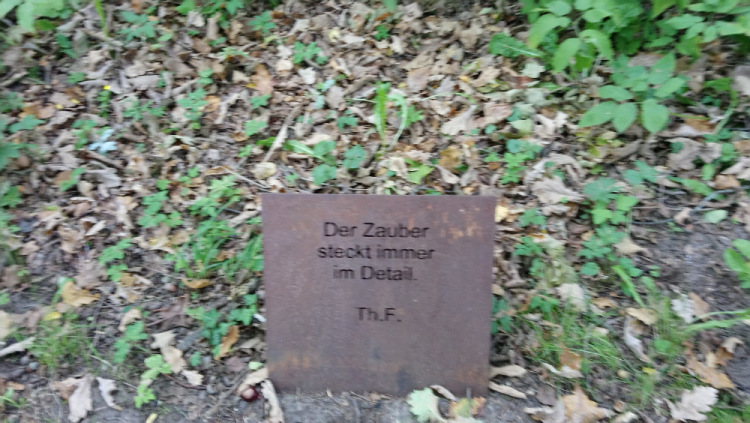 Der Zauber
steckt immer
im Detail.
Th.F.